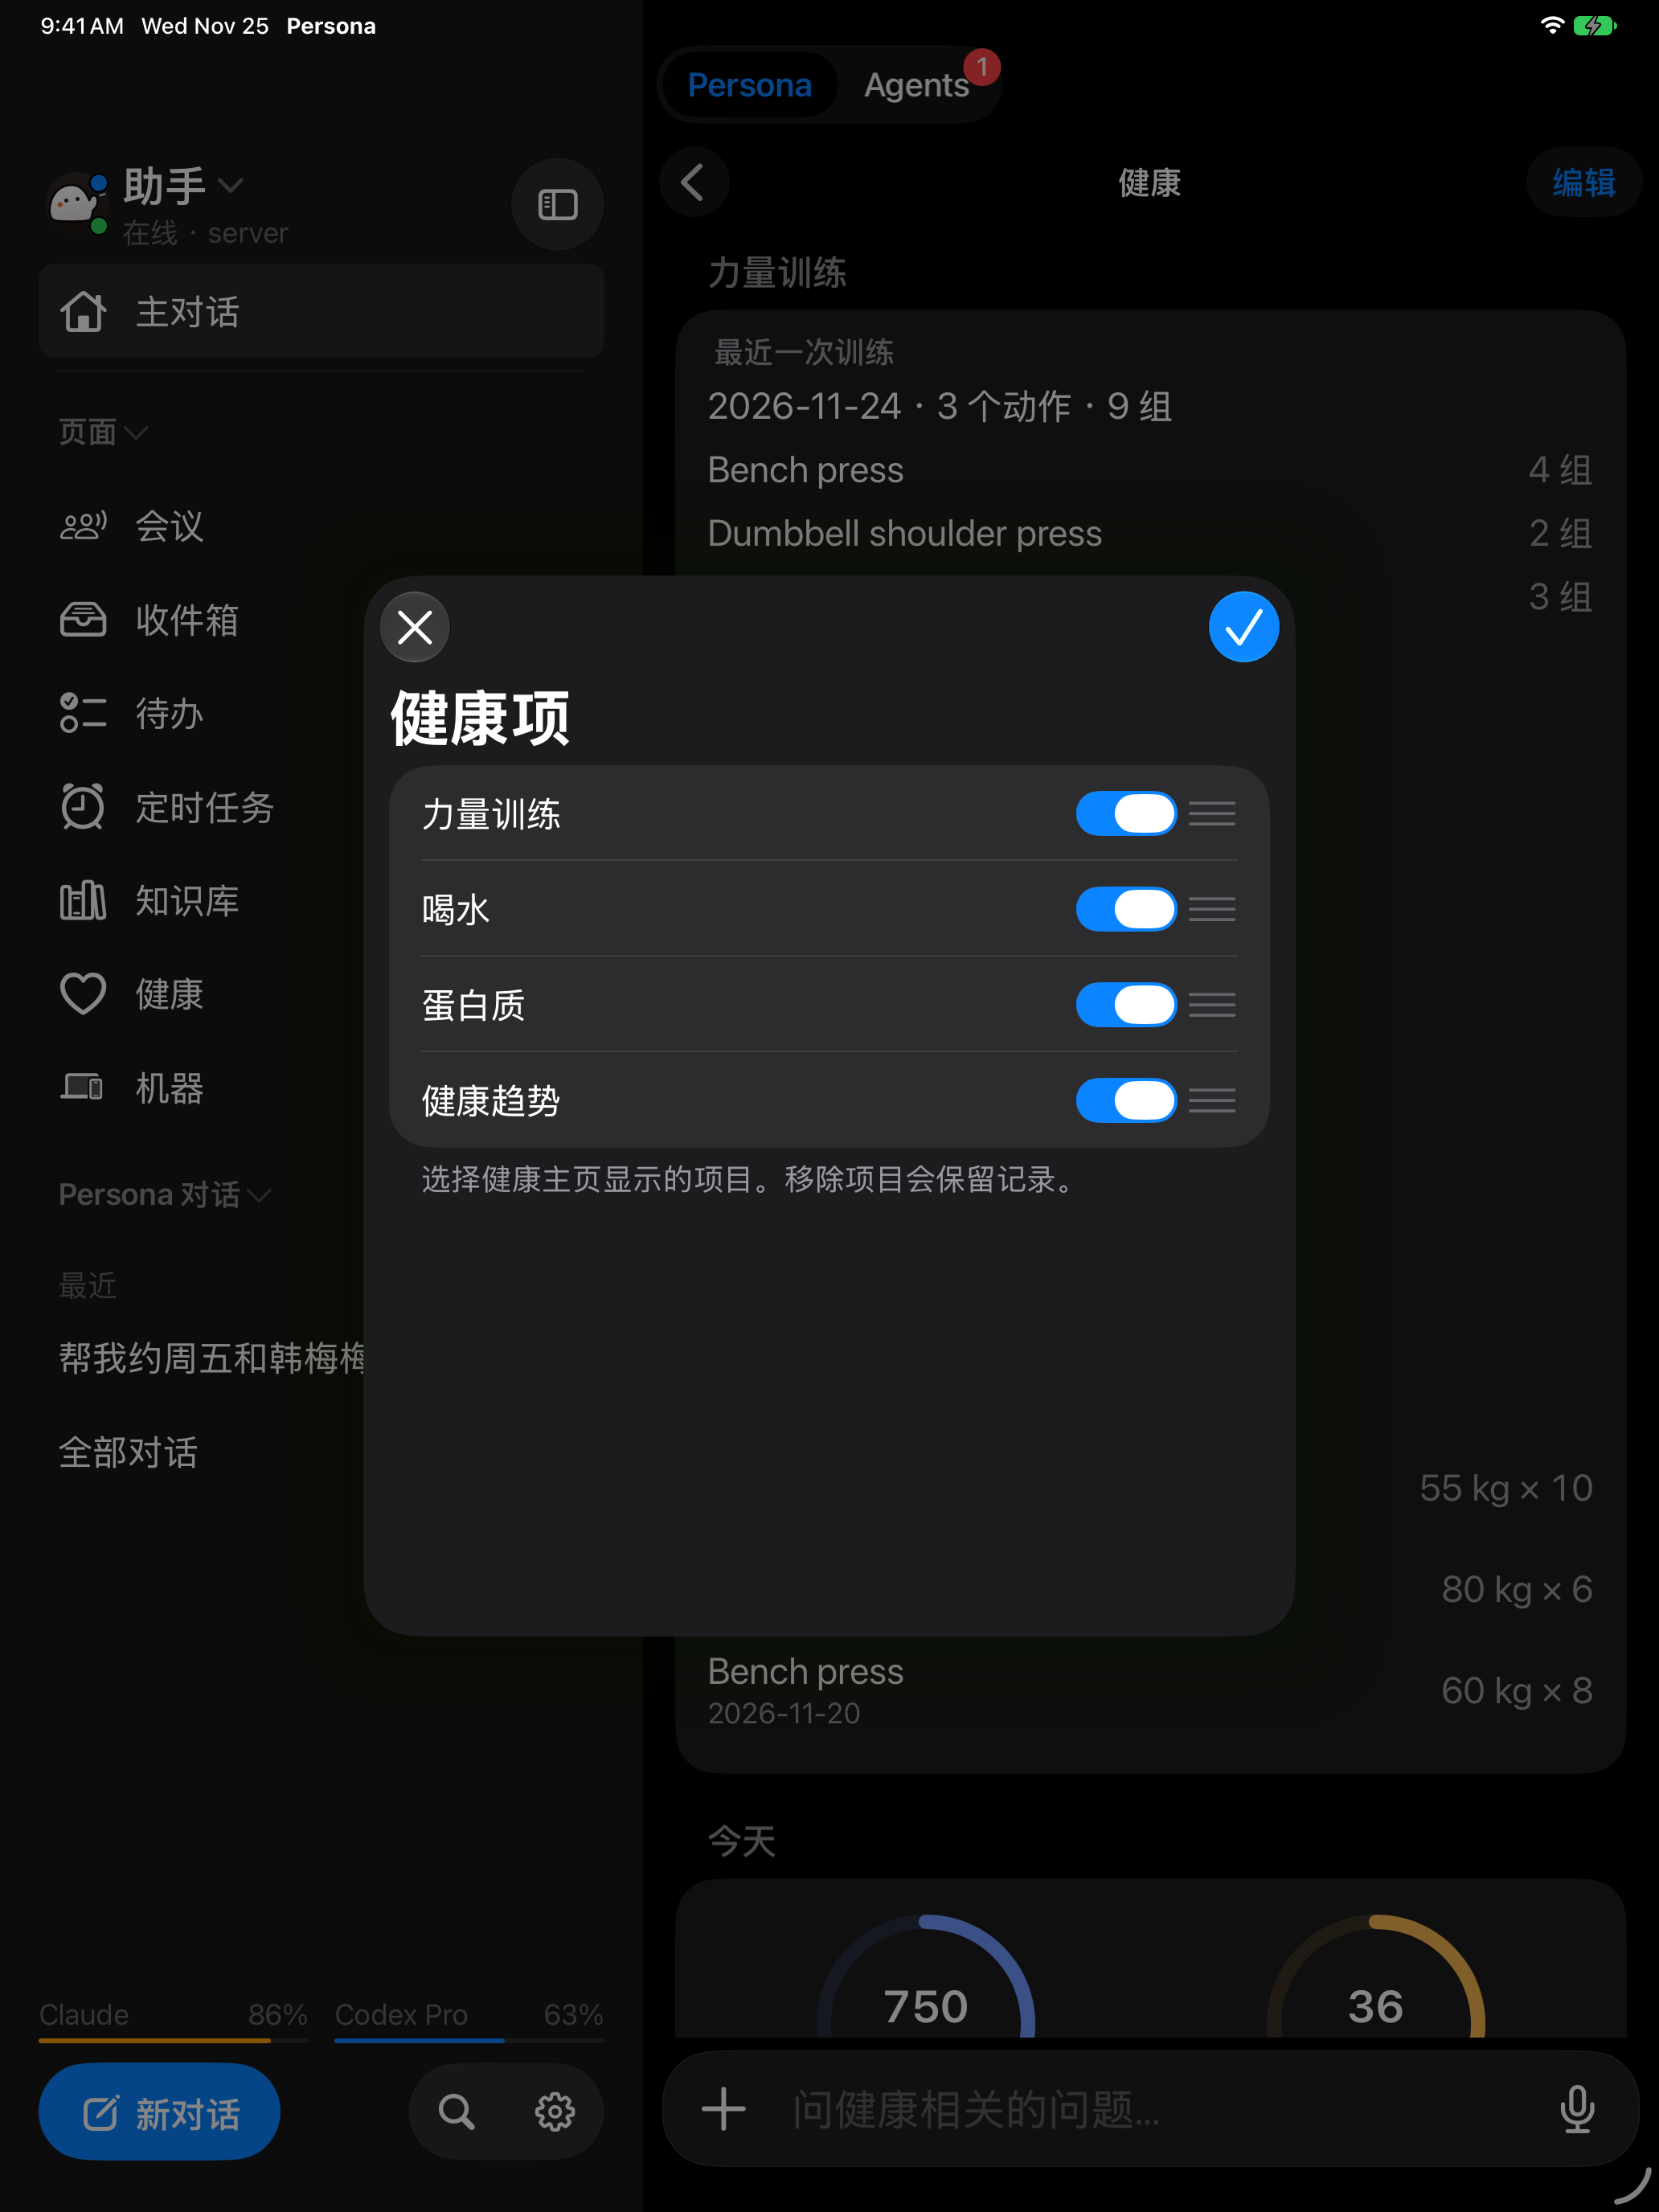 9:41 AM Wed Nov 25 Persona
助手
在线 · server
主对话
页面
会议
收件箱
待办
定时任务
知识库
健康
机器
Persona 对话
最近
帮我约周五和韩梅梅
全部对话
Claude 86% Codex Pro 63%
新对话
Persona Agents 1
健康 编辑
力量训练
最近一次训练
2026-11-24 · 3 个动作 · 9 组
Bench press 4 组
Dumbbell shoulder press 2 组
3 组
健康项
力量训练
喝水
蛋白质
健康趋势
选择健康主页显示的项目。移除项目会保留记录。
55 kg × 10
80 kg × 6
Bench press 60 kg × 8
2026-11-20
今天
750 36
问健康相关的问题...